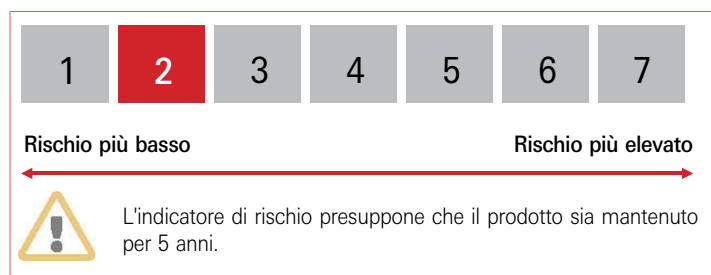 1 2 3 4 5 6 7
Rischio più basso Rischio più elevato
L'indicatore di rischio presuppone che il prodotto sia mantenuto
per 5 anni.